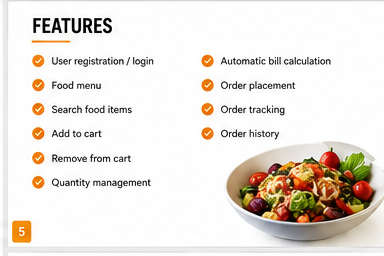 FEATURES
User registration / login
Food menu
Search food items
Add to cart
Remove from cart
Quantity management
Automatic bill calculation
Order placement
Order tracking
Order history
5